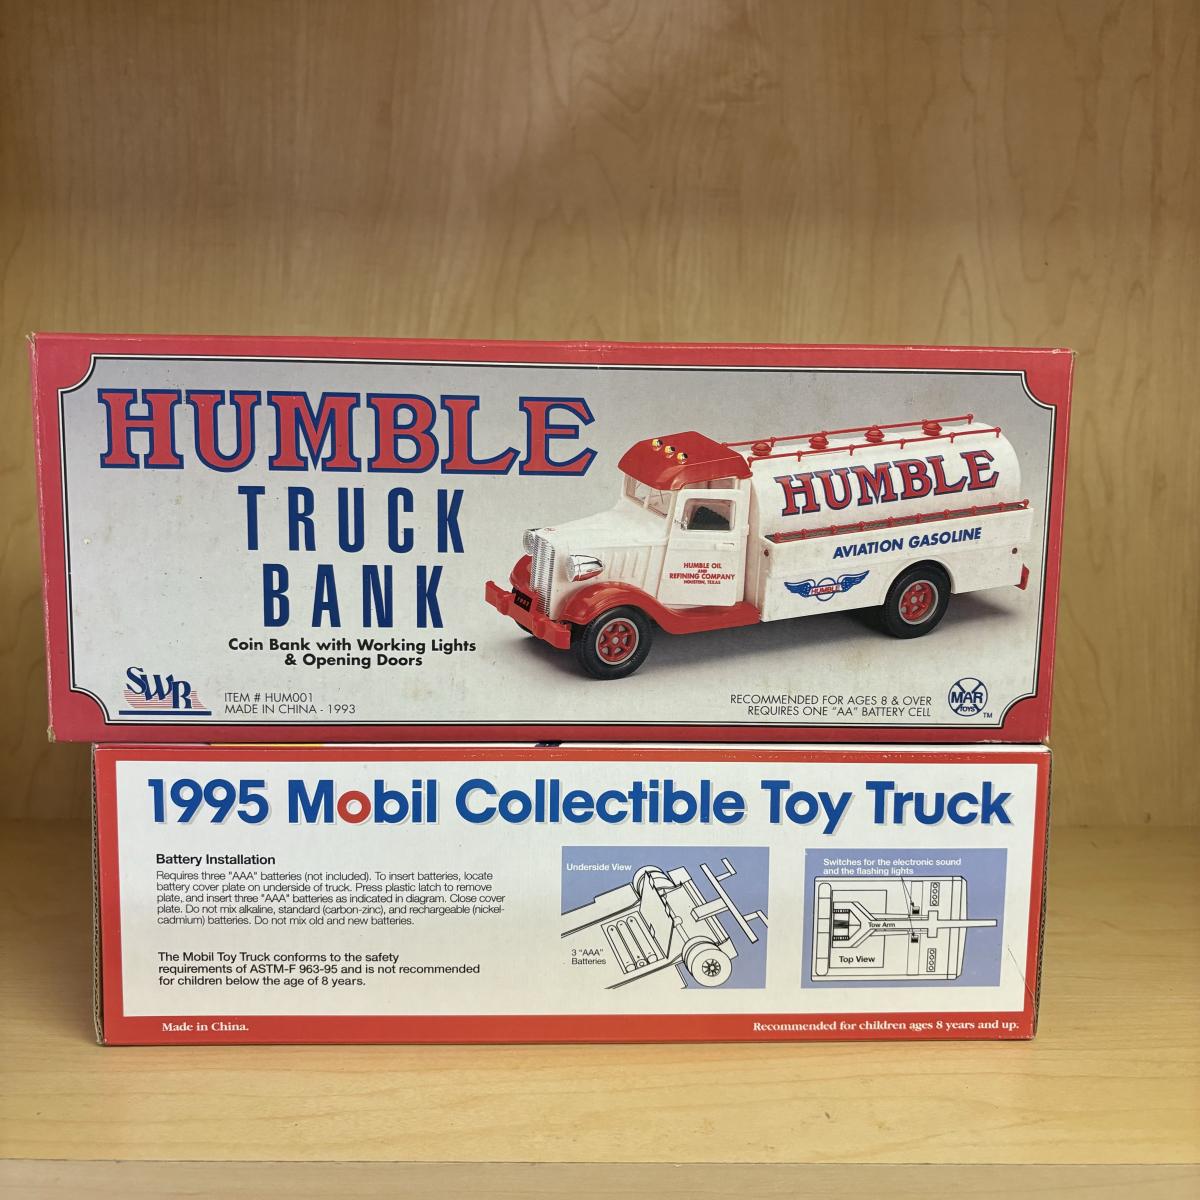 HUMBLE
TRUCK
BANK
Coin Bank with Working Lights
& Opening Doors
SWR
ITEM # HUM001
MADE IN CHINA - 1993
HUMBLE
AVIATION GASOLINE
HUMBLE OIL
AND
REFINING COMPANY
HOUSTON, TEXAS
HUMBLE
1993
RECOMMENDED FOR AGES 8 & OVER
REQUIRES ONE "AA" BATTERY CELL
MAR
TOYS
TM
1995 Mobil Collectible Toy Truck
Battery Installation
Requires three "AAA" batteries (not included). To insert batteries, locate
battery cover plate on underside of truck. Press plastic latch to remove
plate, and insert three "AAA" batteries as indicated in diagram. Close cover
plate. Do not mix alkaline, standard (carbon-zinc), and rechargeable (nickel-
cadmium) batteries. Do not mix old and new batteries.
The Mobil Toy Truck conforms to the safety
requirements of ASTM-F 963-95 and is not recommended
for children below the age of 8 years.
Underside View
3 "AAA"
Batteries
Switches for the electronic sound
and the flashing lights
Tow Arm
Top View
Made in China.
Recommended for children ages 8 years and up.